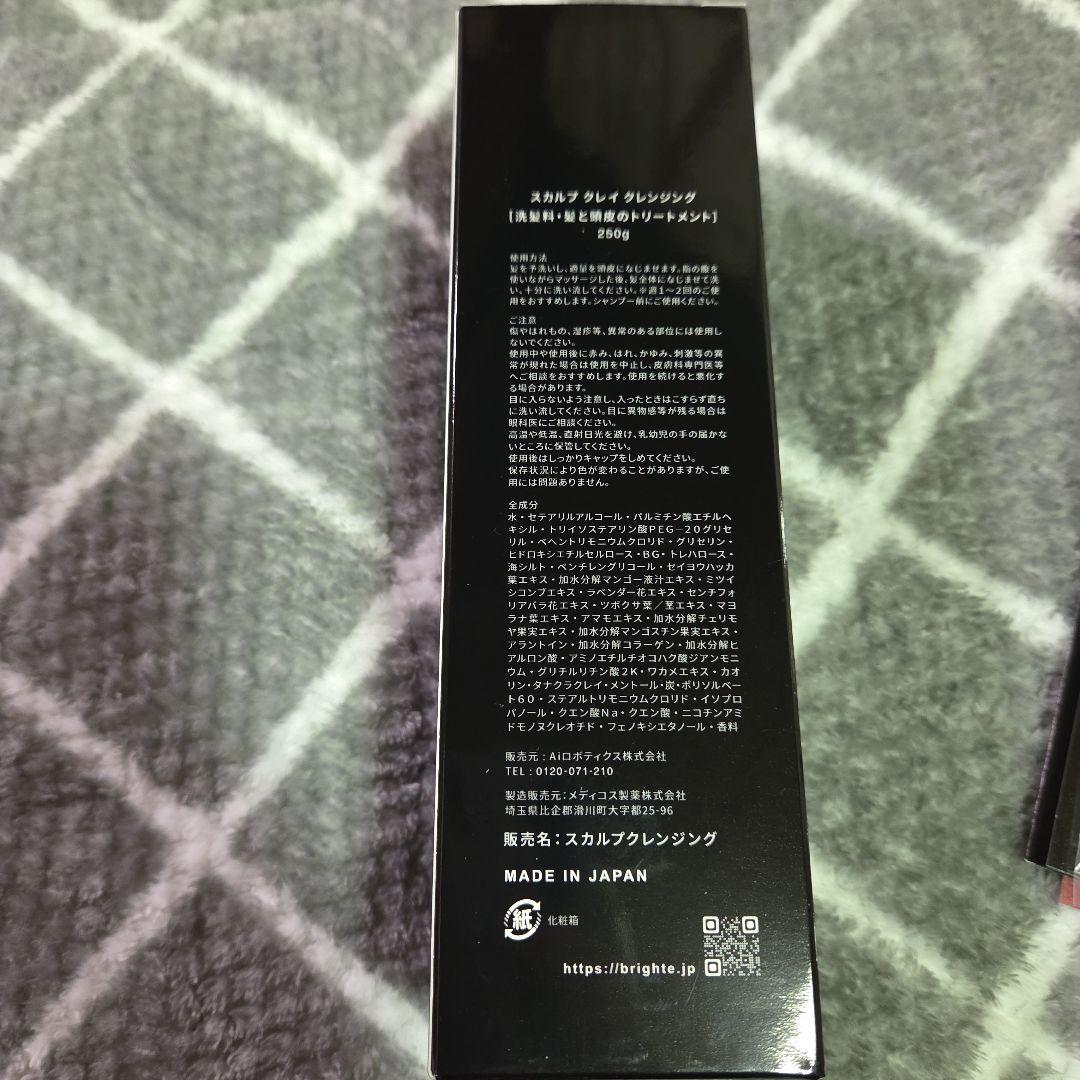 スカルプ クレイ クレンジング
[洗髪料・髪と頭皮のトリートメント]
250g
使用方法
髪を予洗いし、適量を頭皮になじませます。指の腹を
使いながらマッサージした後、髪全体になじませて洗
い、十分に洗い流してください。※週1～2回のご使
用をおすすめします。シャンプー前にご使用ください。
ご注意
傷やはれもの、湿疹等、異常のある部位には使用し
ないでください。
使用中や使用後に赤み、はれ、かゆみ、刺激等の異
常が現れた場合は使用を中止し、皮膚科専門医等
へご相談をおすすめします。使用を続けると悪化す
る場合があります。
目に入らないよう注意し、入ったときはこすらず直ち
に洗い流してください。目に異物感等が残る場合は
眼科医にご相談ください。
高温や低温、直射日光を避け、乳幼児の手の届かな
いところに保管してください。
使用後はしっかりキャップをしめてください。
保存状況により色が変わることがありますが、ご使
用には問題ありません。
全成分
水・セテアリルアルコール・パルミチン酸エチルヘ
キシル・トリイソステアリン酸PEG－20グリセ
リル・ベヘントリモニウムクロリド・グリセリン・
ヒドロキシエチルセルロース・BG・トレハロース・
海シルト・ペンチレングリコール・セイヨウハッカ
葉エキス・加水分解マンゴー液汁エキス・ミツイ
シコンブエキス・ラベンダー花エキス・センチフォ
リアバラ花エキス・ツボクサ葉／茎エキス・マヨ
ラナ葉エキス・アマモエキス・加水分解チェリモ
ヤ果実エキス・加水分解マンゴスチン果実エキス・
アラントイン・加水分解コラーゲン・加水分解ヒ
アルロン酸・アミノエチルチオコハク酸ジアンモニ
ウム・グリチルリチン酸2K・ワカメエキス・カオ
リン・タナクラクレイ・メントール・炭・ポリソルベー
ト60・ステアルトリモニウムクロリド・イソプロ
パノール・クエン酸Na・クエン酸・ニコチンアミ
ドモノヌクレオチド・フェノキシエタノール・香料
販売元：Aiロボティクス株式会社
TEL：0120-071-210
製造販売元：メディコス製薬株式会社
埼玉県比企郡滑川町大字都25-96
販売名：スカルプクレンジング
MADE IN JAPAN
紙 化粧箱
https://brighte.jp